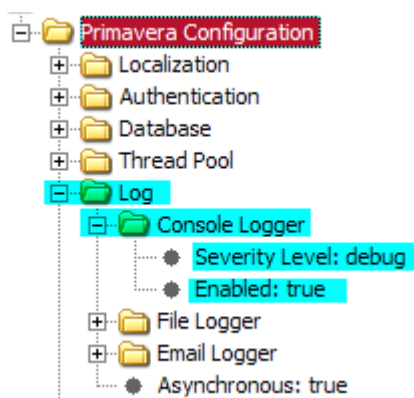 Primavera Configuration
Localization
Authentication
Database
Thread Pool
Log
Console Logger
Severity Level: debug
Enabled: true
File Logger
Email Logger
Asynchronous: true